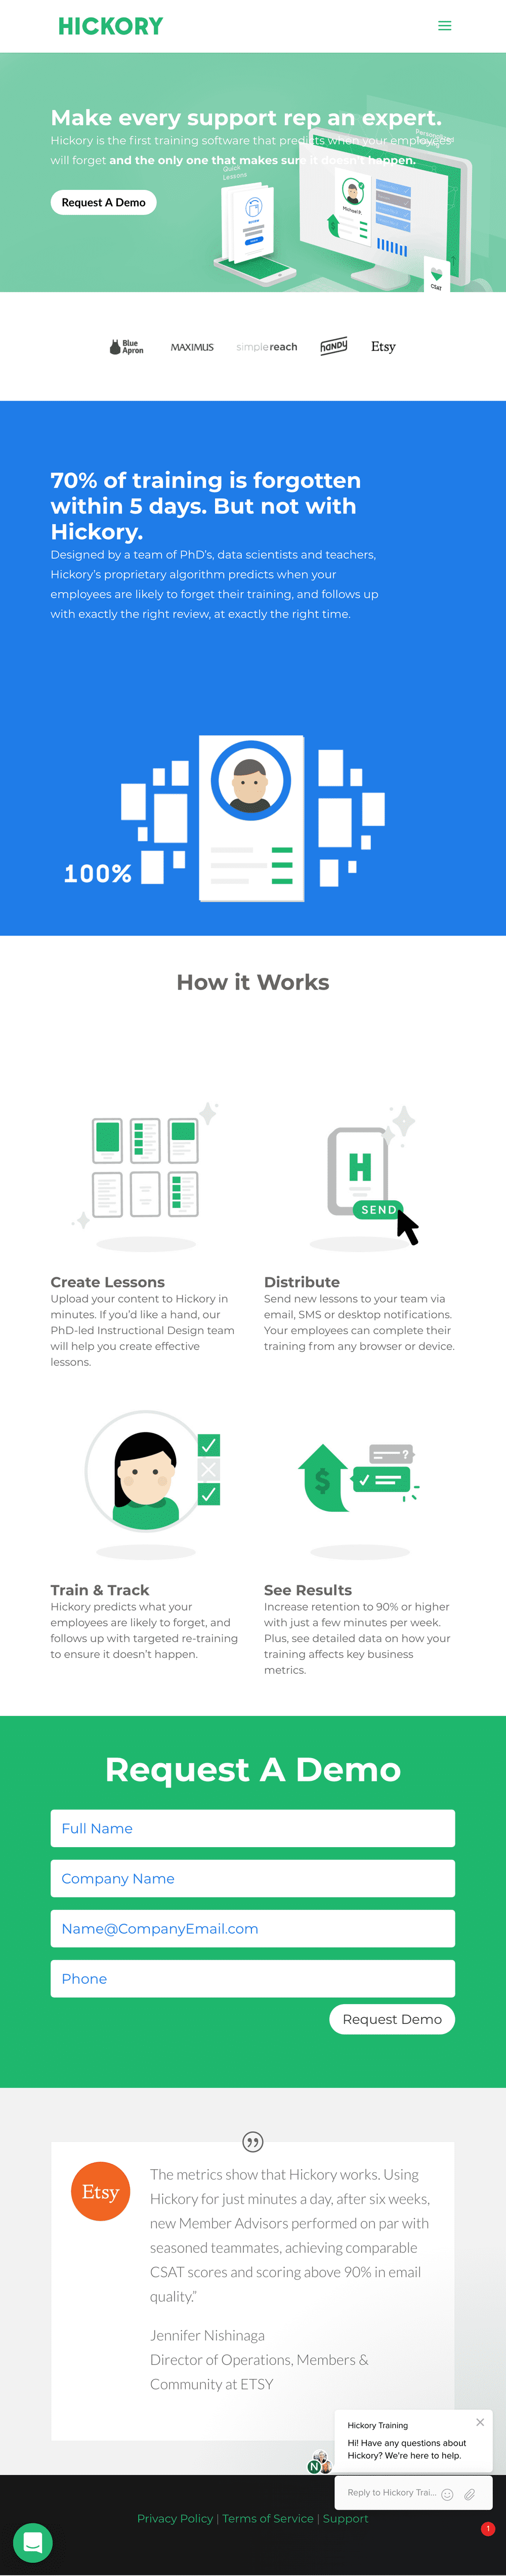 HICKORY
Make every support rep an expert.
Hickory is the first training software that predicts when your employees
will forget and the only one that makes sure it doesn't happen.
Personalized
Quick
Lessons
Request A Demo
Michael P.
CSAT
Blue
Apron
MAXIMUS
simplereach
HANDY
Etsy
70% of training is forgotten
within 5 days. But not with
Hickory.
Designed by a team of PhD's, data scientists and teachers,
Hickory's proprietary algorithm predicts when your
employees are likely to forget their training, and follows up
with exactly the right review, at exactly the right time.
100%
How it Works
H
SEND
Create Lessons
Upload your content to Hickory in
minutes. If you'd like a hand, our
PhD-led Instructional Design team
will help you create effective
lessons.
Distribute
Send new lessons to your team via
email, SMS or desktop notifications.
Your employees can complete their
training from any browser or device.
$
?
Train & Track
Hickory predicts what your
employees are likely to forget, and
follows up with targeted re-training
to ensure it doesn't happen.
See Results
Increase retention to 90% or higher
with just a few minutes per week.
Plus, see detailed data on how your
training affects key business
metrics.
Request A Demo
Full Name
Company Name
Name@CompanyEmail.com
Phone
Request Demo
”
Etsy
The metrics show that Hickory works. Using
Hickory for just minutes a day, after six weeks,
new Member Advisors performed on par with
seasoned teammates, achieving comparable
CSAT scores and scoring above 90% in email
quality.”
Jennifer Nishinaga
Director of Operations, Members &
Community at ETSY
Hickory Training
Hi! Have any questions about
Hickory? We're here to help.
N
Reply to Hickory Trai...
Privacy Policy | Terms of Service | Support
1